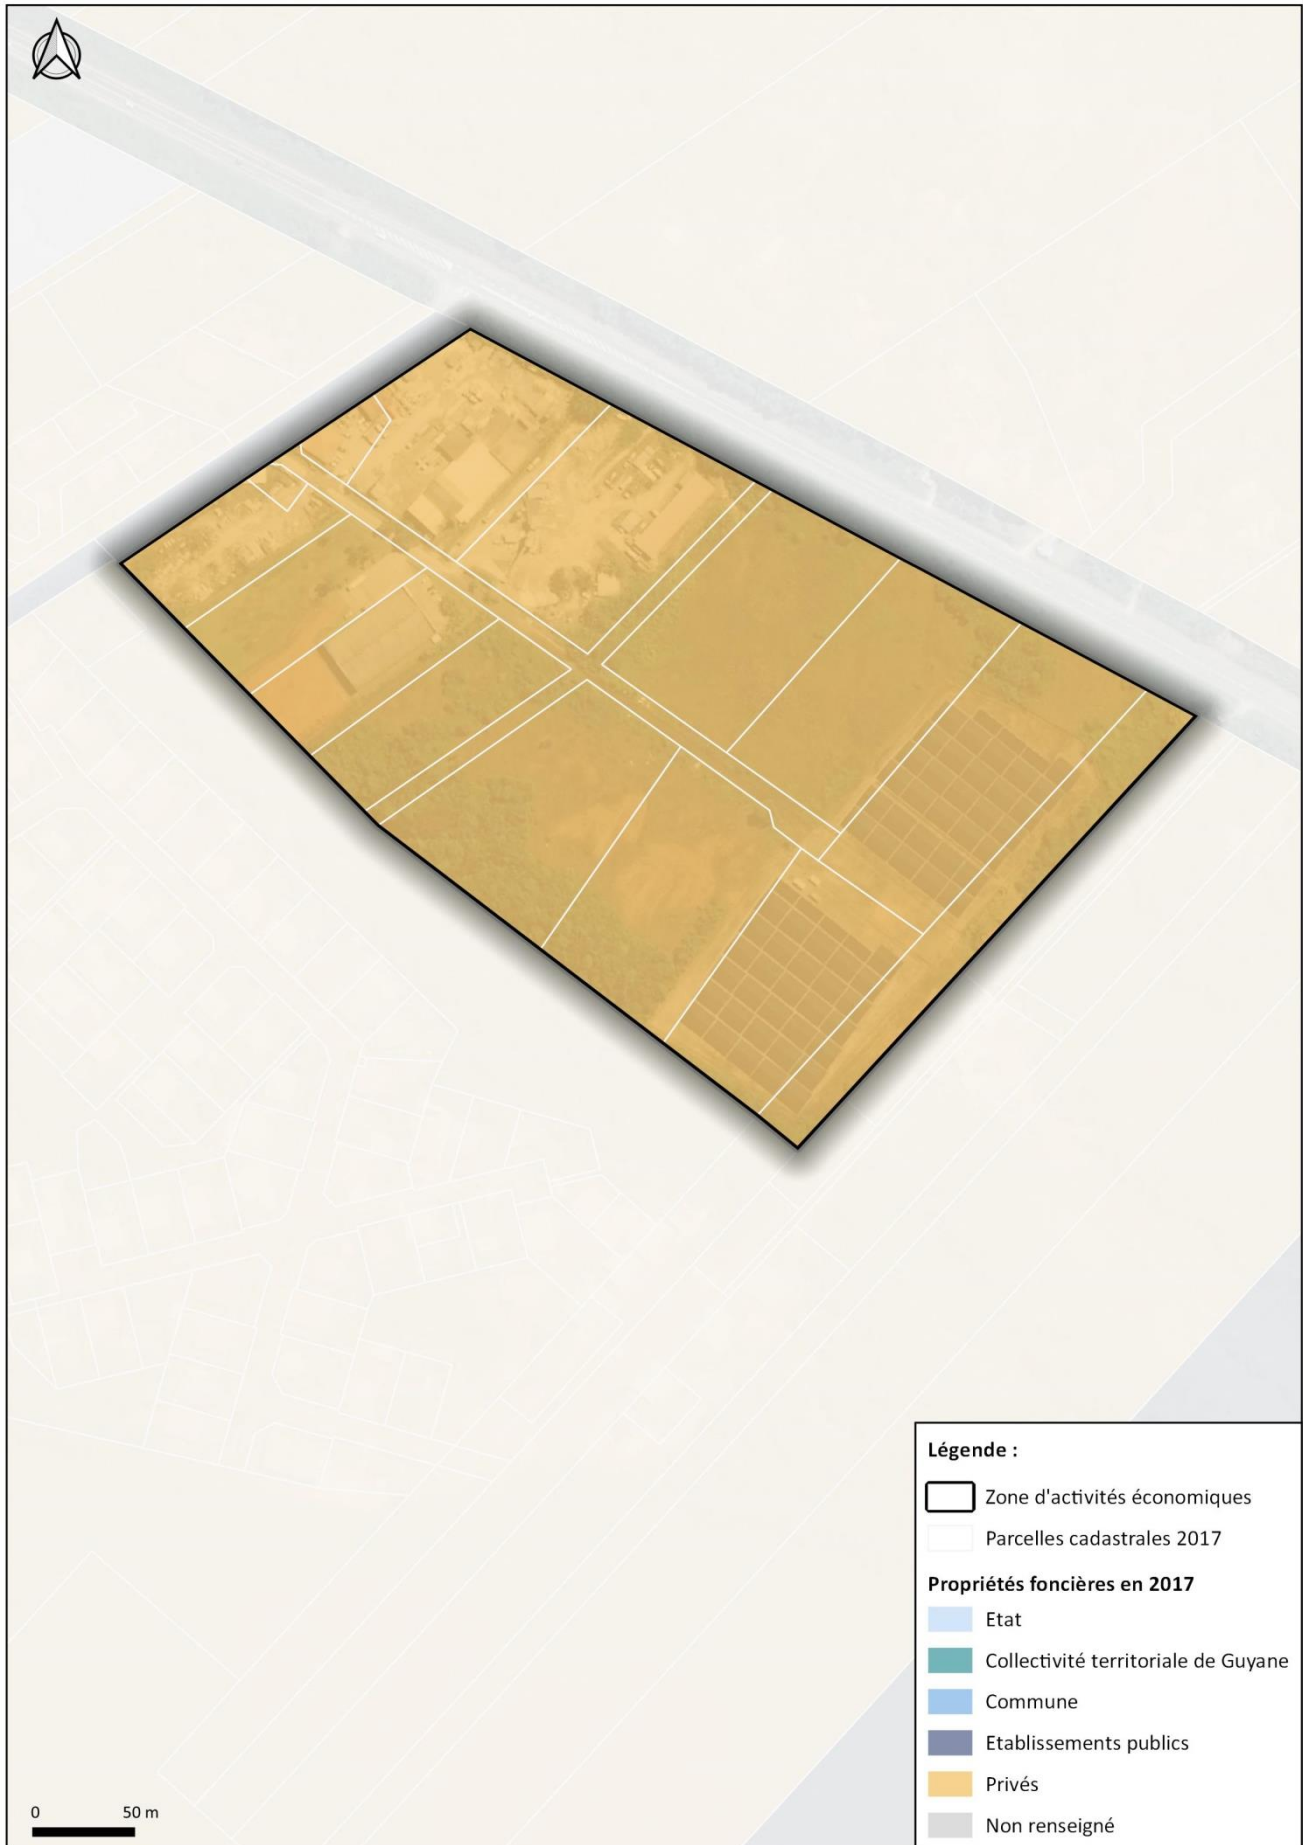 Légende :
Zone d'activités économiques
Parcelles cadastrales 2017
Propriétés foncières en 2017
Etat
Collectivité territoriale de Guyane
Commune
Etablissements publics
Privés
Non renseigné
0 50 m